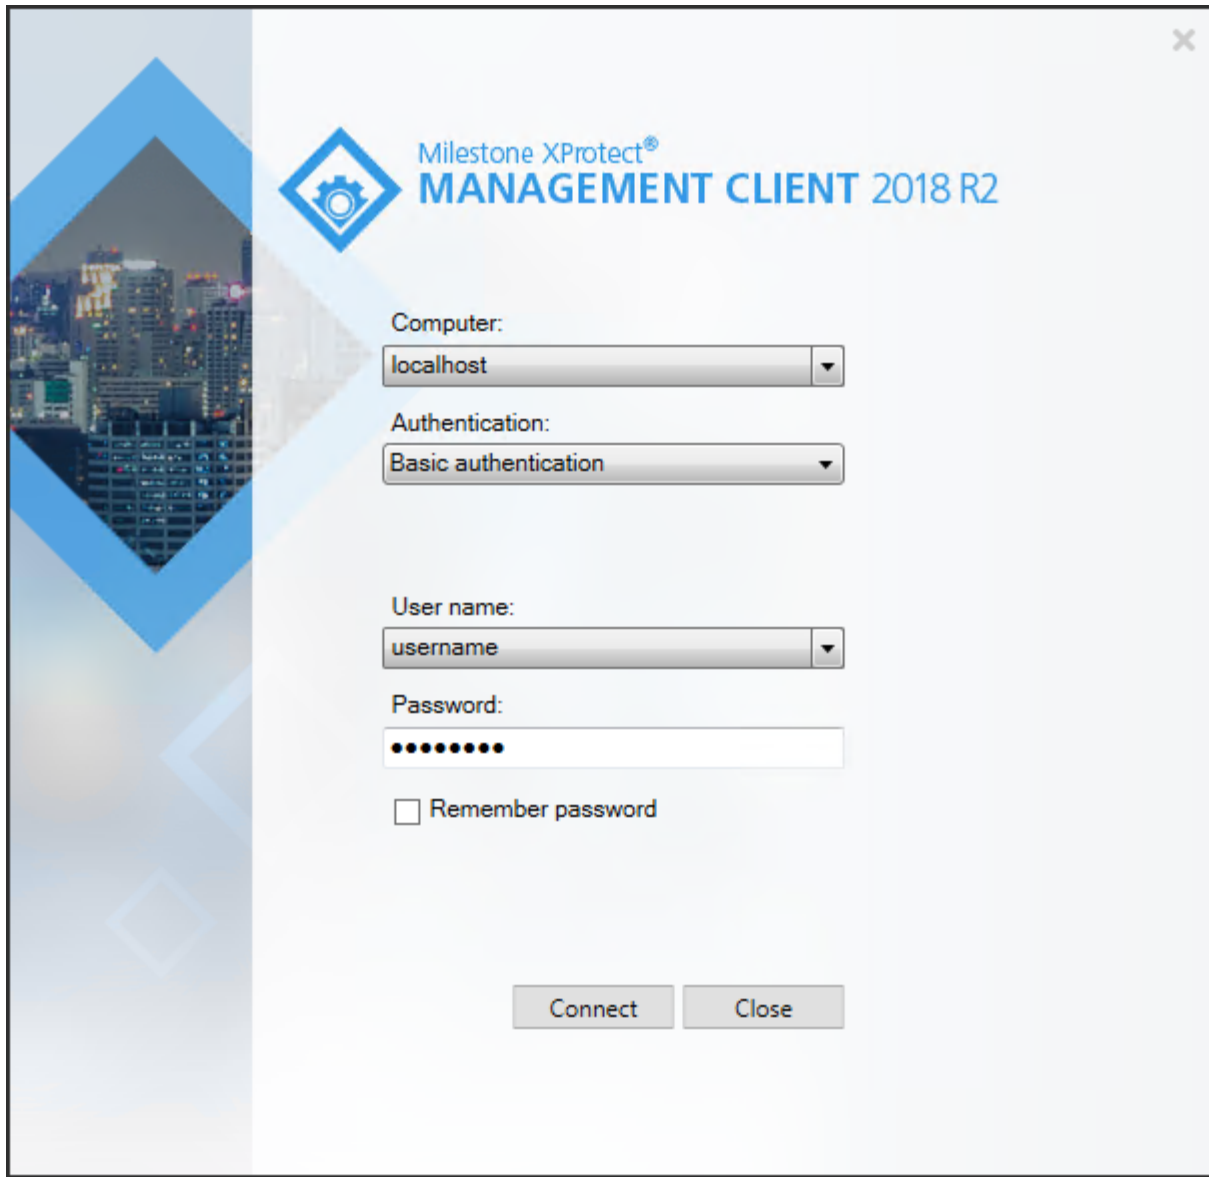 Milestone XProtect®
MANAGEMENT CLIENT 2018 R2
Computer:
localhost
Authentication:
Basic authentication
User name:
username
Password:
••••••••
Remember password
Connect Close